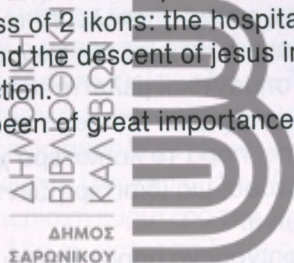 ss of 2 ikons: the hospita
nd the descent of jesus in
ction.
been of great importance
ΔΗΜΟΤΙΚΗ
ΒΙΒΛΙΟΘΗΚΗ
ΚΑΛΥΒΙΩΝ
ΔΗΜΟΣ
ΣΑΡΩΝΙΚΟΥ